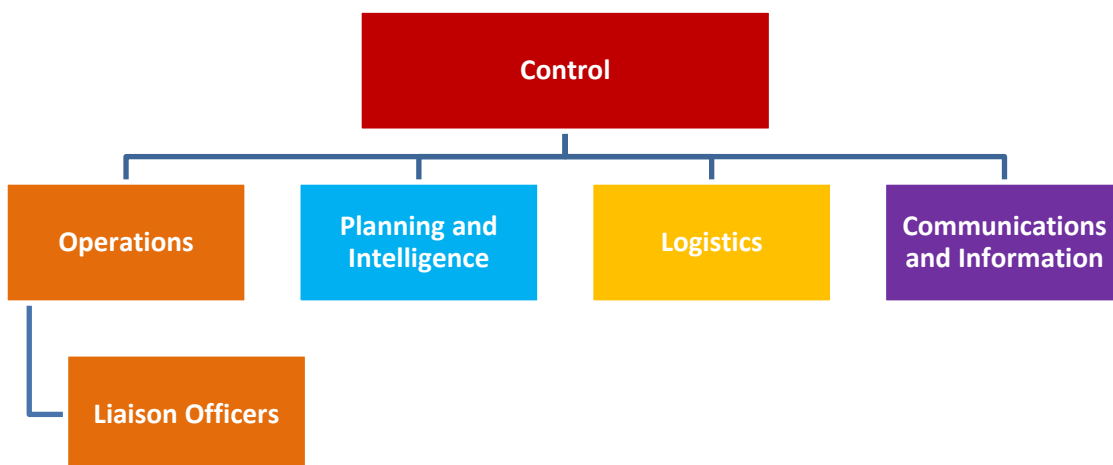 Control
Operations
Planning and
Intelligence
Logistics
Communications
and Information
Liaison Officers